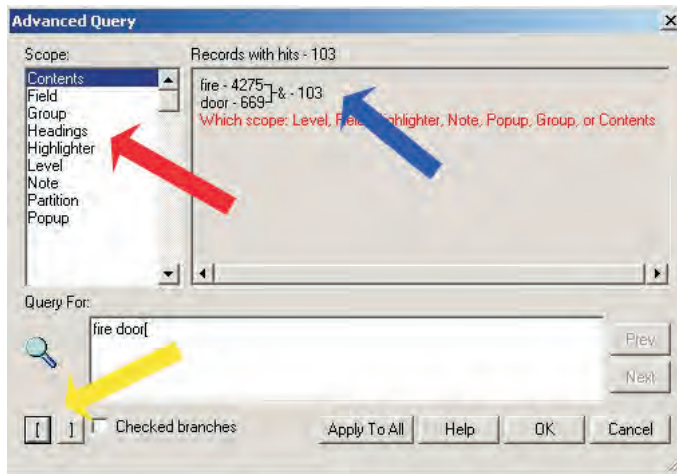 Advanced Query
Scope:
Contents
Field
Group
Headings
Highlighter
Level
Note
Partition
Popup
Records with hits - 103
fire - 4275
door - 669
& - 103
Which scope: Level, Highlighter, Note, Popup, Group, or Contents
Query For:
fire door[
Prev
Next
[ ]
Checked branches
Apply To All
Help
OK
Cancel